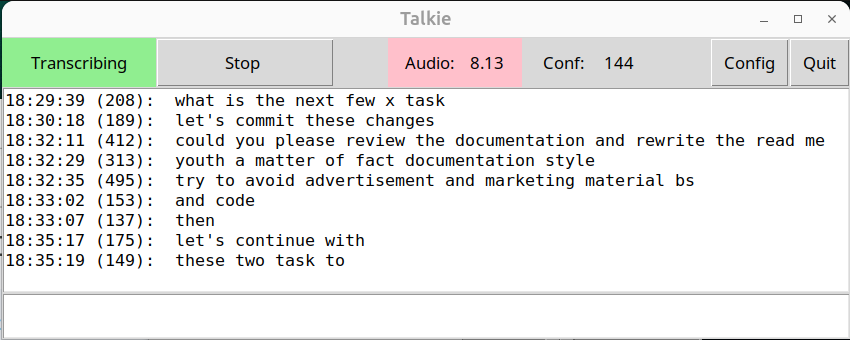 Talkie
Transcribing Stop Audio: 8.13 Conf: 144 Config Quit
18:29:39 (208): what is the next few x task
18:30:18 (189): let's commit these changes
18:32:11 (412): could you please review the documentation and rewrite the read me
18:32:29 (313): youth a matter of fact documentation style
18:32:35 (495): try to avoid advertisement and marketing material bs
18:33:02 (153): and code
18:33:07 (137): then
18:35:17 (175): let's continue with
18:35:19 (149): these two task to